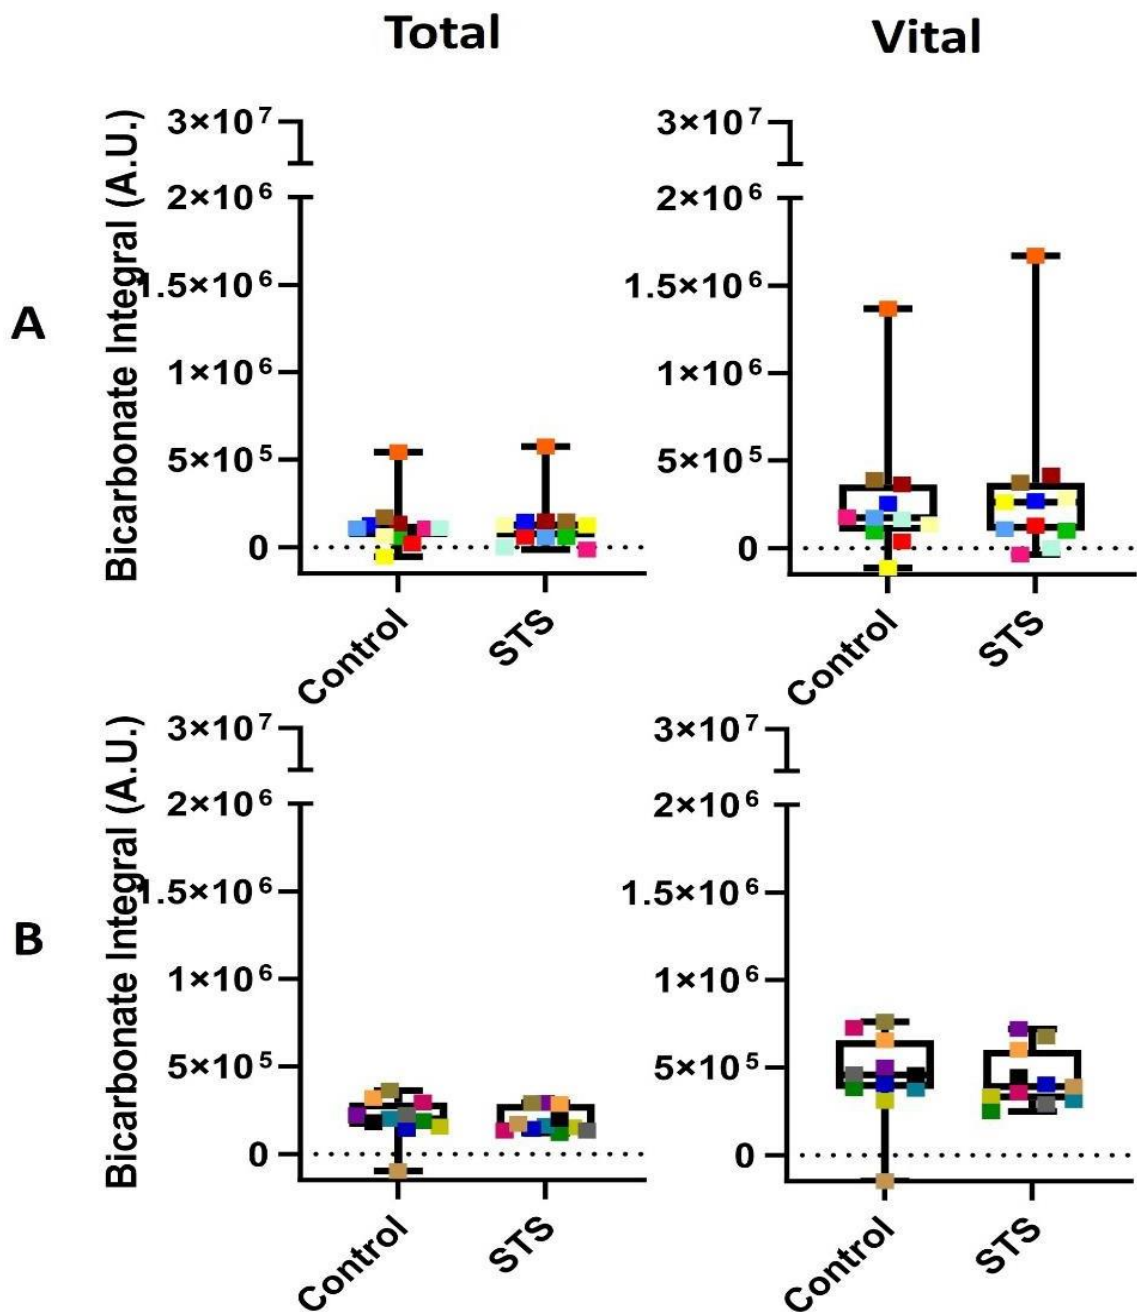 Total
Vital
A
Bicarbonate Integral (A.U.)
3×10⁷
2×10⁶
1.5×10⁶
1×10⁶
5×10⁵
0
Control
STS
3×10⁷
2×10⁶
1.5×10⁶
1×10⁶
5×10⁵
0
Control
STS
B
Bicarbonate Integral (A.U.)
3×10⁷
2×10⁶
1.5×10⁶
1×10⁶
5×10⁵
0
Control
STS
3×10⁷
2×10⁶
1.5×10⁶
1×10⁶
5×10⁵
0
Control
STS